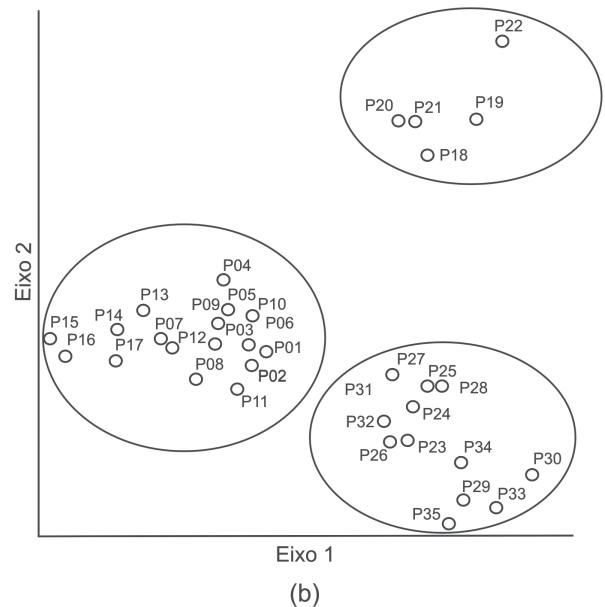 P22
P20
P21
P19
P18
Eixo 2
P04
P13
P09
P05
P10
P14
P15
P07
P03
P06
P16
P17
P12
P01
P08
P02
P11
P27
P25
P31
P28
P32
P24
P26
P23
P34
P30
P29
P33
P35
Eixo 1
(b)